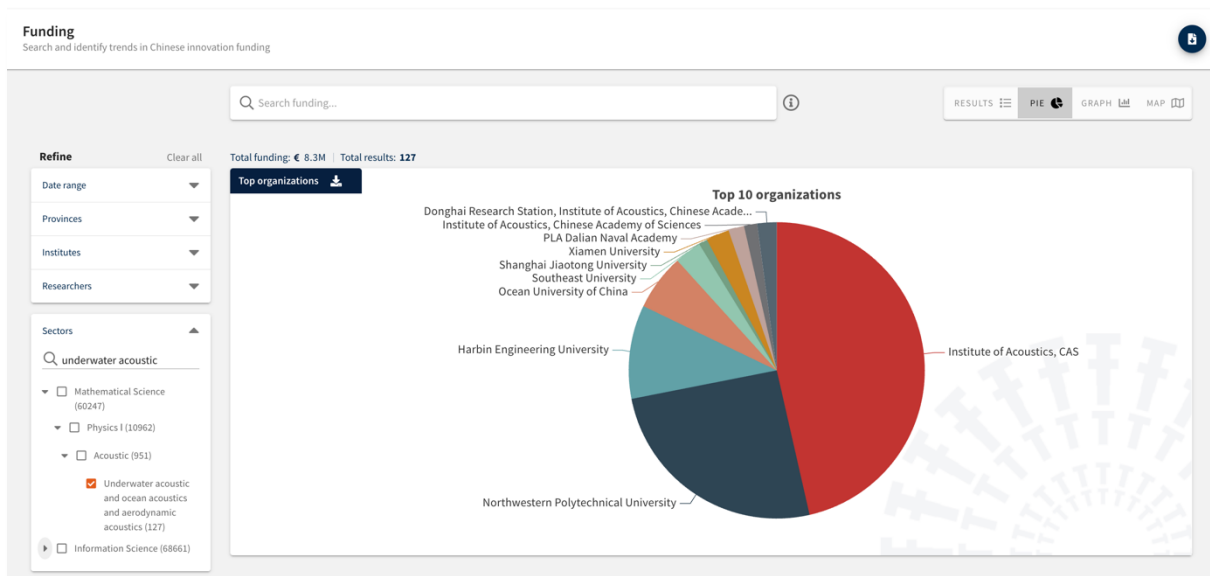 Funding
Search and identify trends in Chinese innovation funding
Search funding...
RESULTS
PIE
GRAPH
MAP
Refine
Clear all
Date range
Provinces
Institutes
Researchers
Sectors
underwater acoustic
Mathematical Science
(60247)
Physics I (10962)
Acoustic (951)
Underwater acoustic
and ocean acoustics
and aerodynamic
acoustics (127)
Information Science (68661)
Total funding: € 8.3M | Total results: 127
Top organizations
Top 10 organizations
Donghai Research Station, Institute of Acoustics, Chinese Acade...
Institute of Acoustics, Chinese Academy of Sciences
PLA Dalian Naval Academy
Xiamen University
Shanghai Jiaotong University
Southeast University
Ocean University of China
Harbin Engineering University
Institute of Acoustics, CAS
Northwestern Polytechnical University